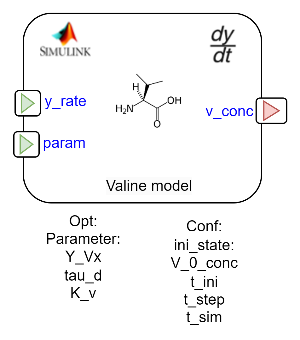 SIMULINK
dy
dt
y_rate
param
H
H₂N
OH
O
v_conc
Valine model
Opt:
Parameter:
Y_Vx
tau_d
K_v
Conf:
ini_state:
V_0_conc
t_ini
t_step
t_sim